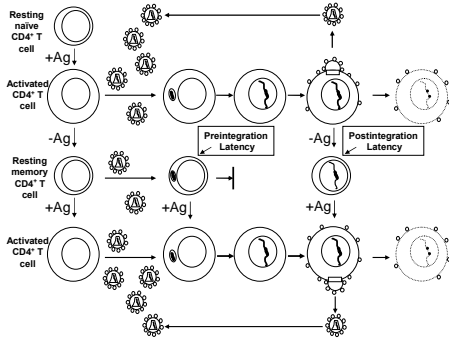 Resting
naïve
CD4⁺ T
cell
+Ag
Activated
CD4⁺ T
cell
-Ag
Preintegration
Latency
-Ag
Postintegration
Latency
Resting
memory
CD4⁺ T
cell
+Ag
+Ag
+Ag
Activated
CD4⁺ T
cell